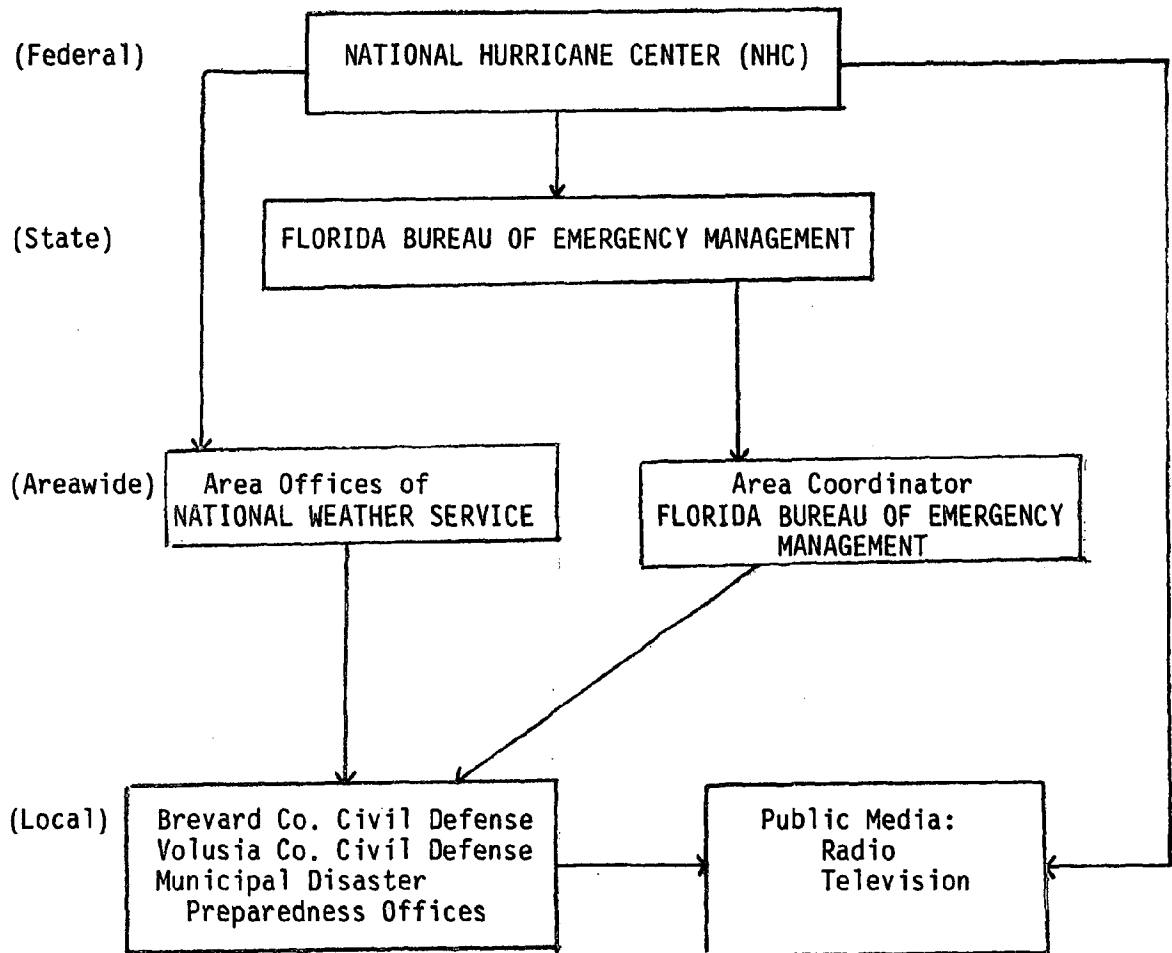 (Federal)
NATIONAL HURRICANE CENTER (NHC)
(State)
FLORIDA BUREAU OF EMERGENCY MANAGEMENT
(Areawide)
Area Offices of
NATIONAL WEATHER SERVICE
Area Coordinator
FLORIDA BUREAU OF EMERGENCY
MANAGEMENT
(Local)
Brevard Co. Civil Defense
Volusia Co. Civil Defense
Municipal Disaster
Preparedness Offices
Public Media:
Radio
Television